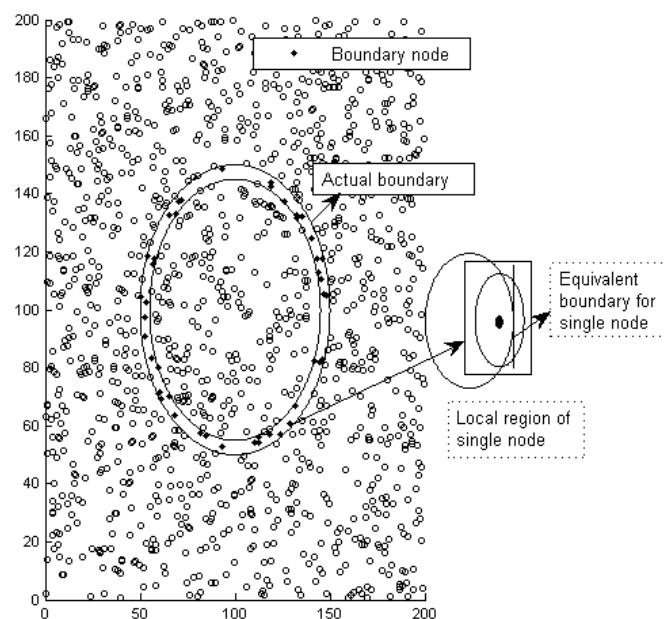 200
180
160
140
120
100
80
60
40
20
0
0
50
100
150
200
Boundary node
Actual boundary
Equivalent
boundary for
single node
Local region of
single node